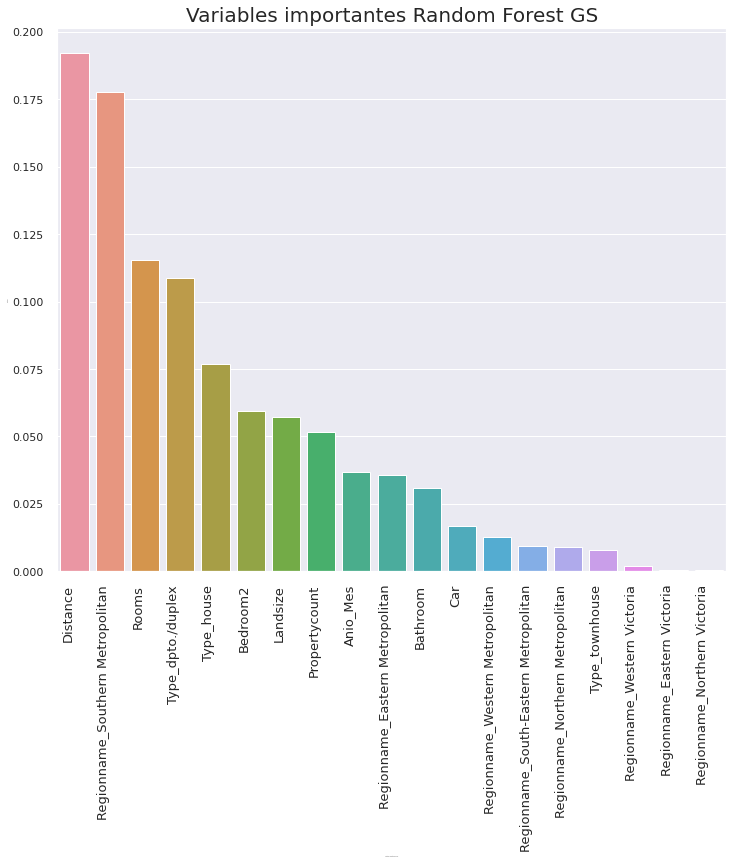 Variables importantes Random Forest GS
0.200
0.175
0.150
0.125
0.100
0.075
0.050
0.025
0.000
Distance
Regionname_Southern Metropolitan
Rooms
Type_dpto./duplex
Type_house
Bedroom2
Landsize
Propertycount
Anio_Mes
Regionname_Eastern Metropolitan
Bathroom
Car
Regionname_Western Metropolitan
Regionname_South-Eastern Metropolitan
Regionname_Northern Metropolitan
Type_townhouse
Regionname_Western Victoria
Regionname_Eastern Victoria
Regionname_Northern Victoria